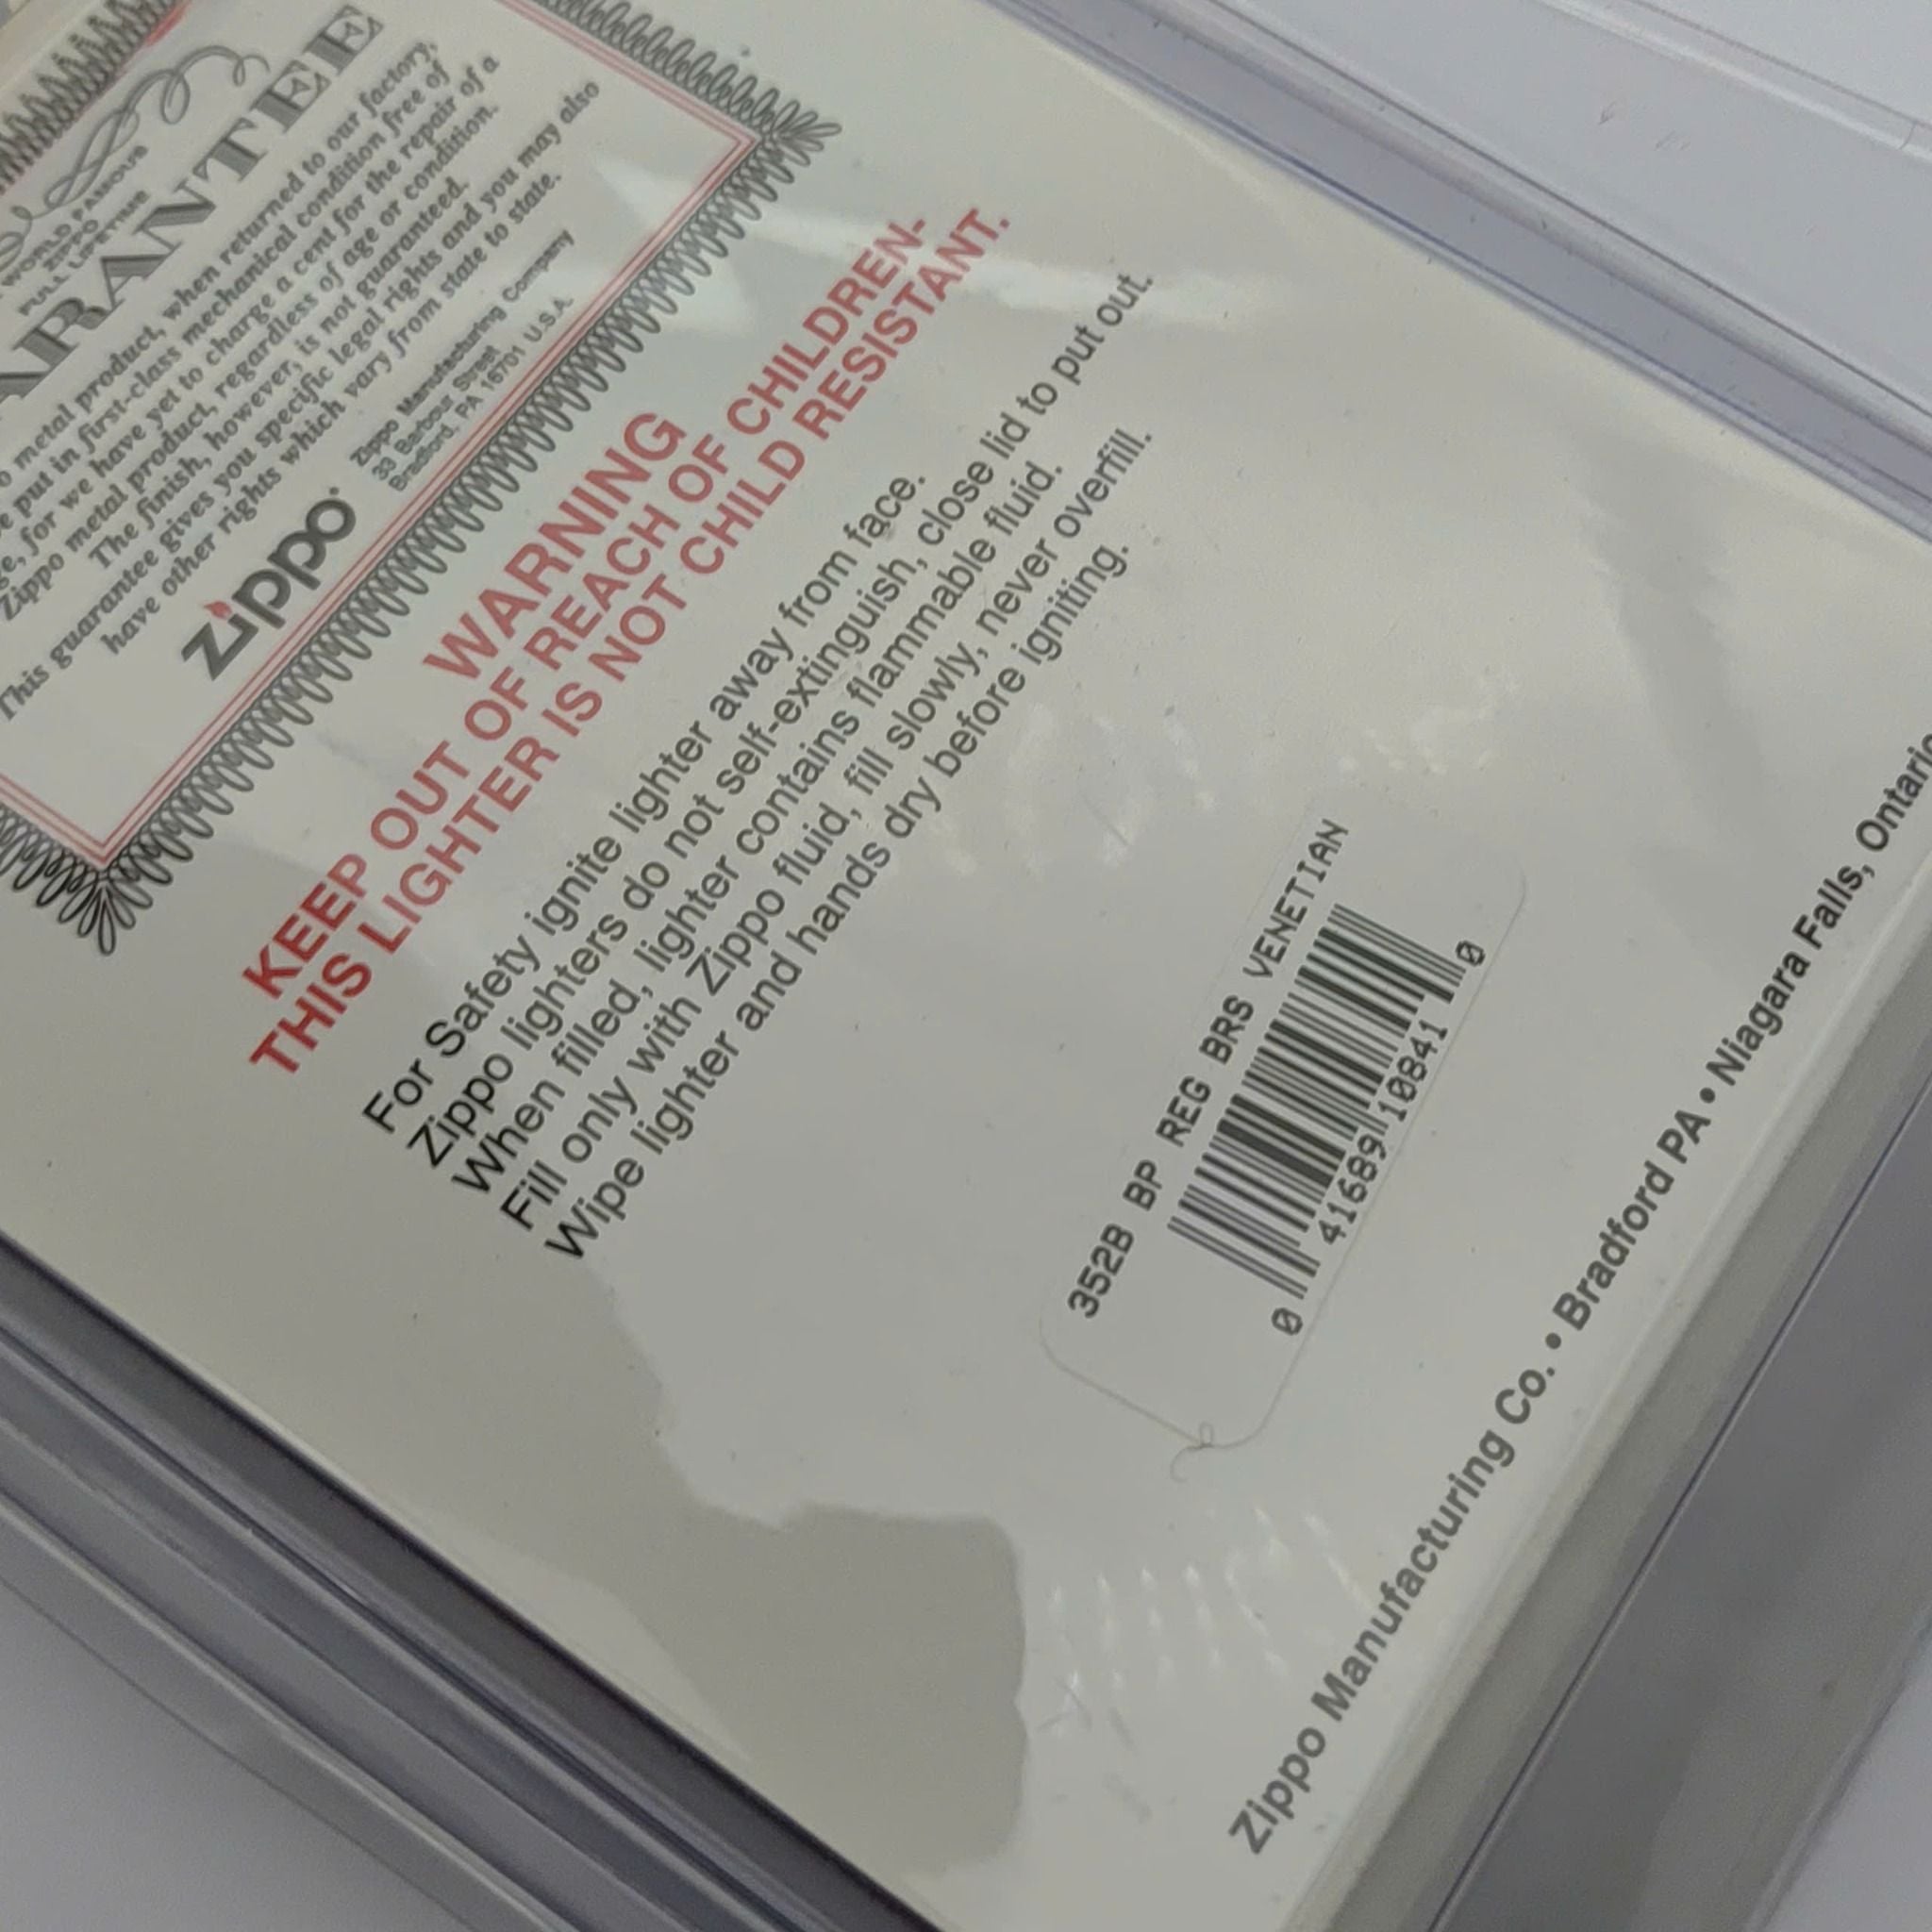 WORLD FAMOUS
ZIPPO
FULL LIFETIME
ARANTEE
metal product, when returned to our factory,
put in first-class mechanical condition free of
for we have yet to charge a cent for the repair of a
Zippo metal product, regardless of age or condition.
The finish, however, is not guaranteed.
This guarantee gives you specific legal rights and you may also
have other rights which vary from state to state.
zippo
Zippo Manufacturing Company
33 Barbour Street
Bradford, PA 16701 U.S.A.
WARNING
KEEP OUT OF REACH OF CHILDREN-
THIS LIGHTER IS NOT CHILD RESISTANT.
For Safety ignite lighter away from face.
Zippo lighters do not self-extinguish, close lid to put out.
When filled, lighter contains flammable fluid.
Fill only with Zippo fluid, fill slowly, never overfill.
Wipe lighter and hands dry before igniting.
352B BP REG BRS VENETIAN
0 41689 10841 0
Zippo Manufacturing Co. • Bradford PA • Niagara Falls, Ontario